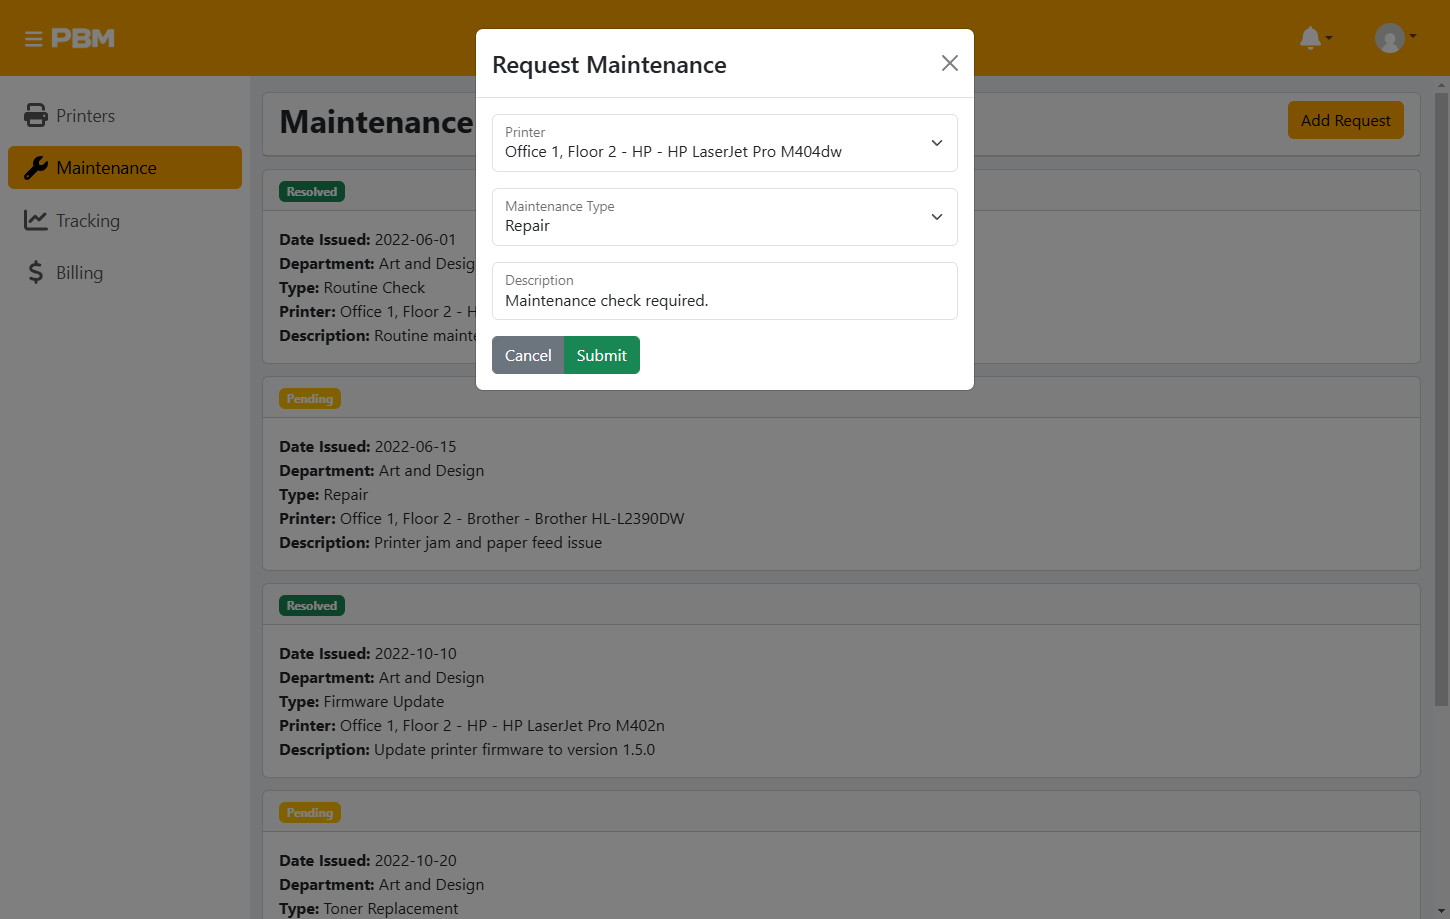 PBM
Printers
Maintenance
Tracking
Billing
Maintenance
Add Request
Request Maintenance
Printer
Office 1, Floor 2 - HP - HP LaserJet Pro M404dw
Maintenance Type
Repair
Description
Maintenance check required.
Cancel Submit
Resolved
Date Issued: 2022-06-01
Department: Art and Desig
Type: Routine Check
Printer: Office 1, Floor 2 - H
Description: Routine mainte
Pending
Date Issued: 2022-06-15
Department: Art and Design
Type: Repair
Printer: Office 1, Floor 2 - Brother - Brother HL-L2390DW
Description: Printer jam and paper feed issue
Resolved
Date Issued: 2022-10-10
Department: Art and Design
Type: Firmware Update
Printer: Office 1, Floor 2 - HP - HP LaserJet Pro M402n
Description: Update printer firmware to version 1.5.0
Pending
Date Issued: 2022-10-20
Department: Art and Design
Type: Toner Replacement